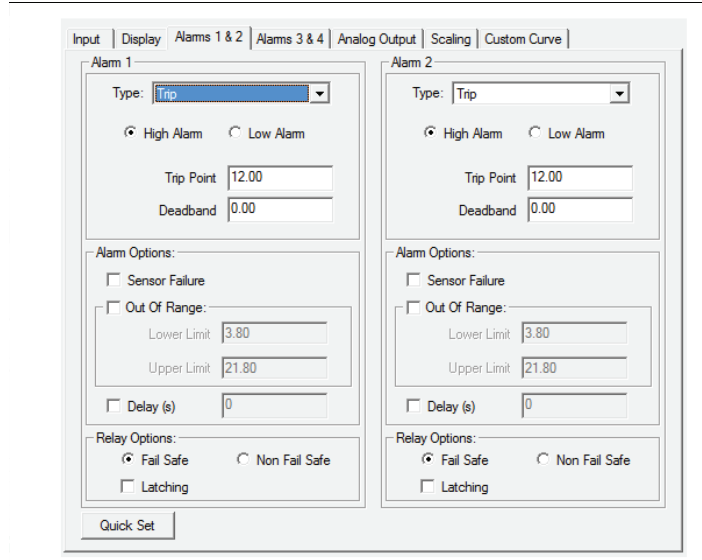 Input Display Alarms 1 & 2 Alarms 3 & 4 Analog Output Scaling Custom Curve
Alarm 1
Type: Trip
High Alarm Low Alarm
Trip Point 12.00
Deadband 0.00
Alarm Options:
Sensor Failure
Out Of Range:
Lower Limit 3.80
Upper Limit 21.80
Delay (s) 0
Relay Options:
Fail Safe Non Fail Safe
Latching
Alarm 2
Type: Trip
High Alarm Low Alarm
Trip Point 12.00
Deadband 0.00
Alarm Options:
Sensor Failure
Out Of Range:
Lower Limit 3.80
Upper Limit 21.80
Delay (s) 0
Relay Options:
Fail Safe Non Fail Safe
Latching
Quick Set